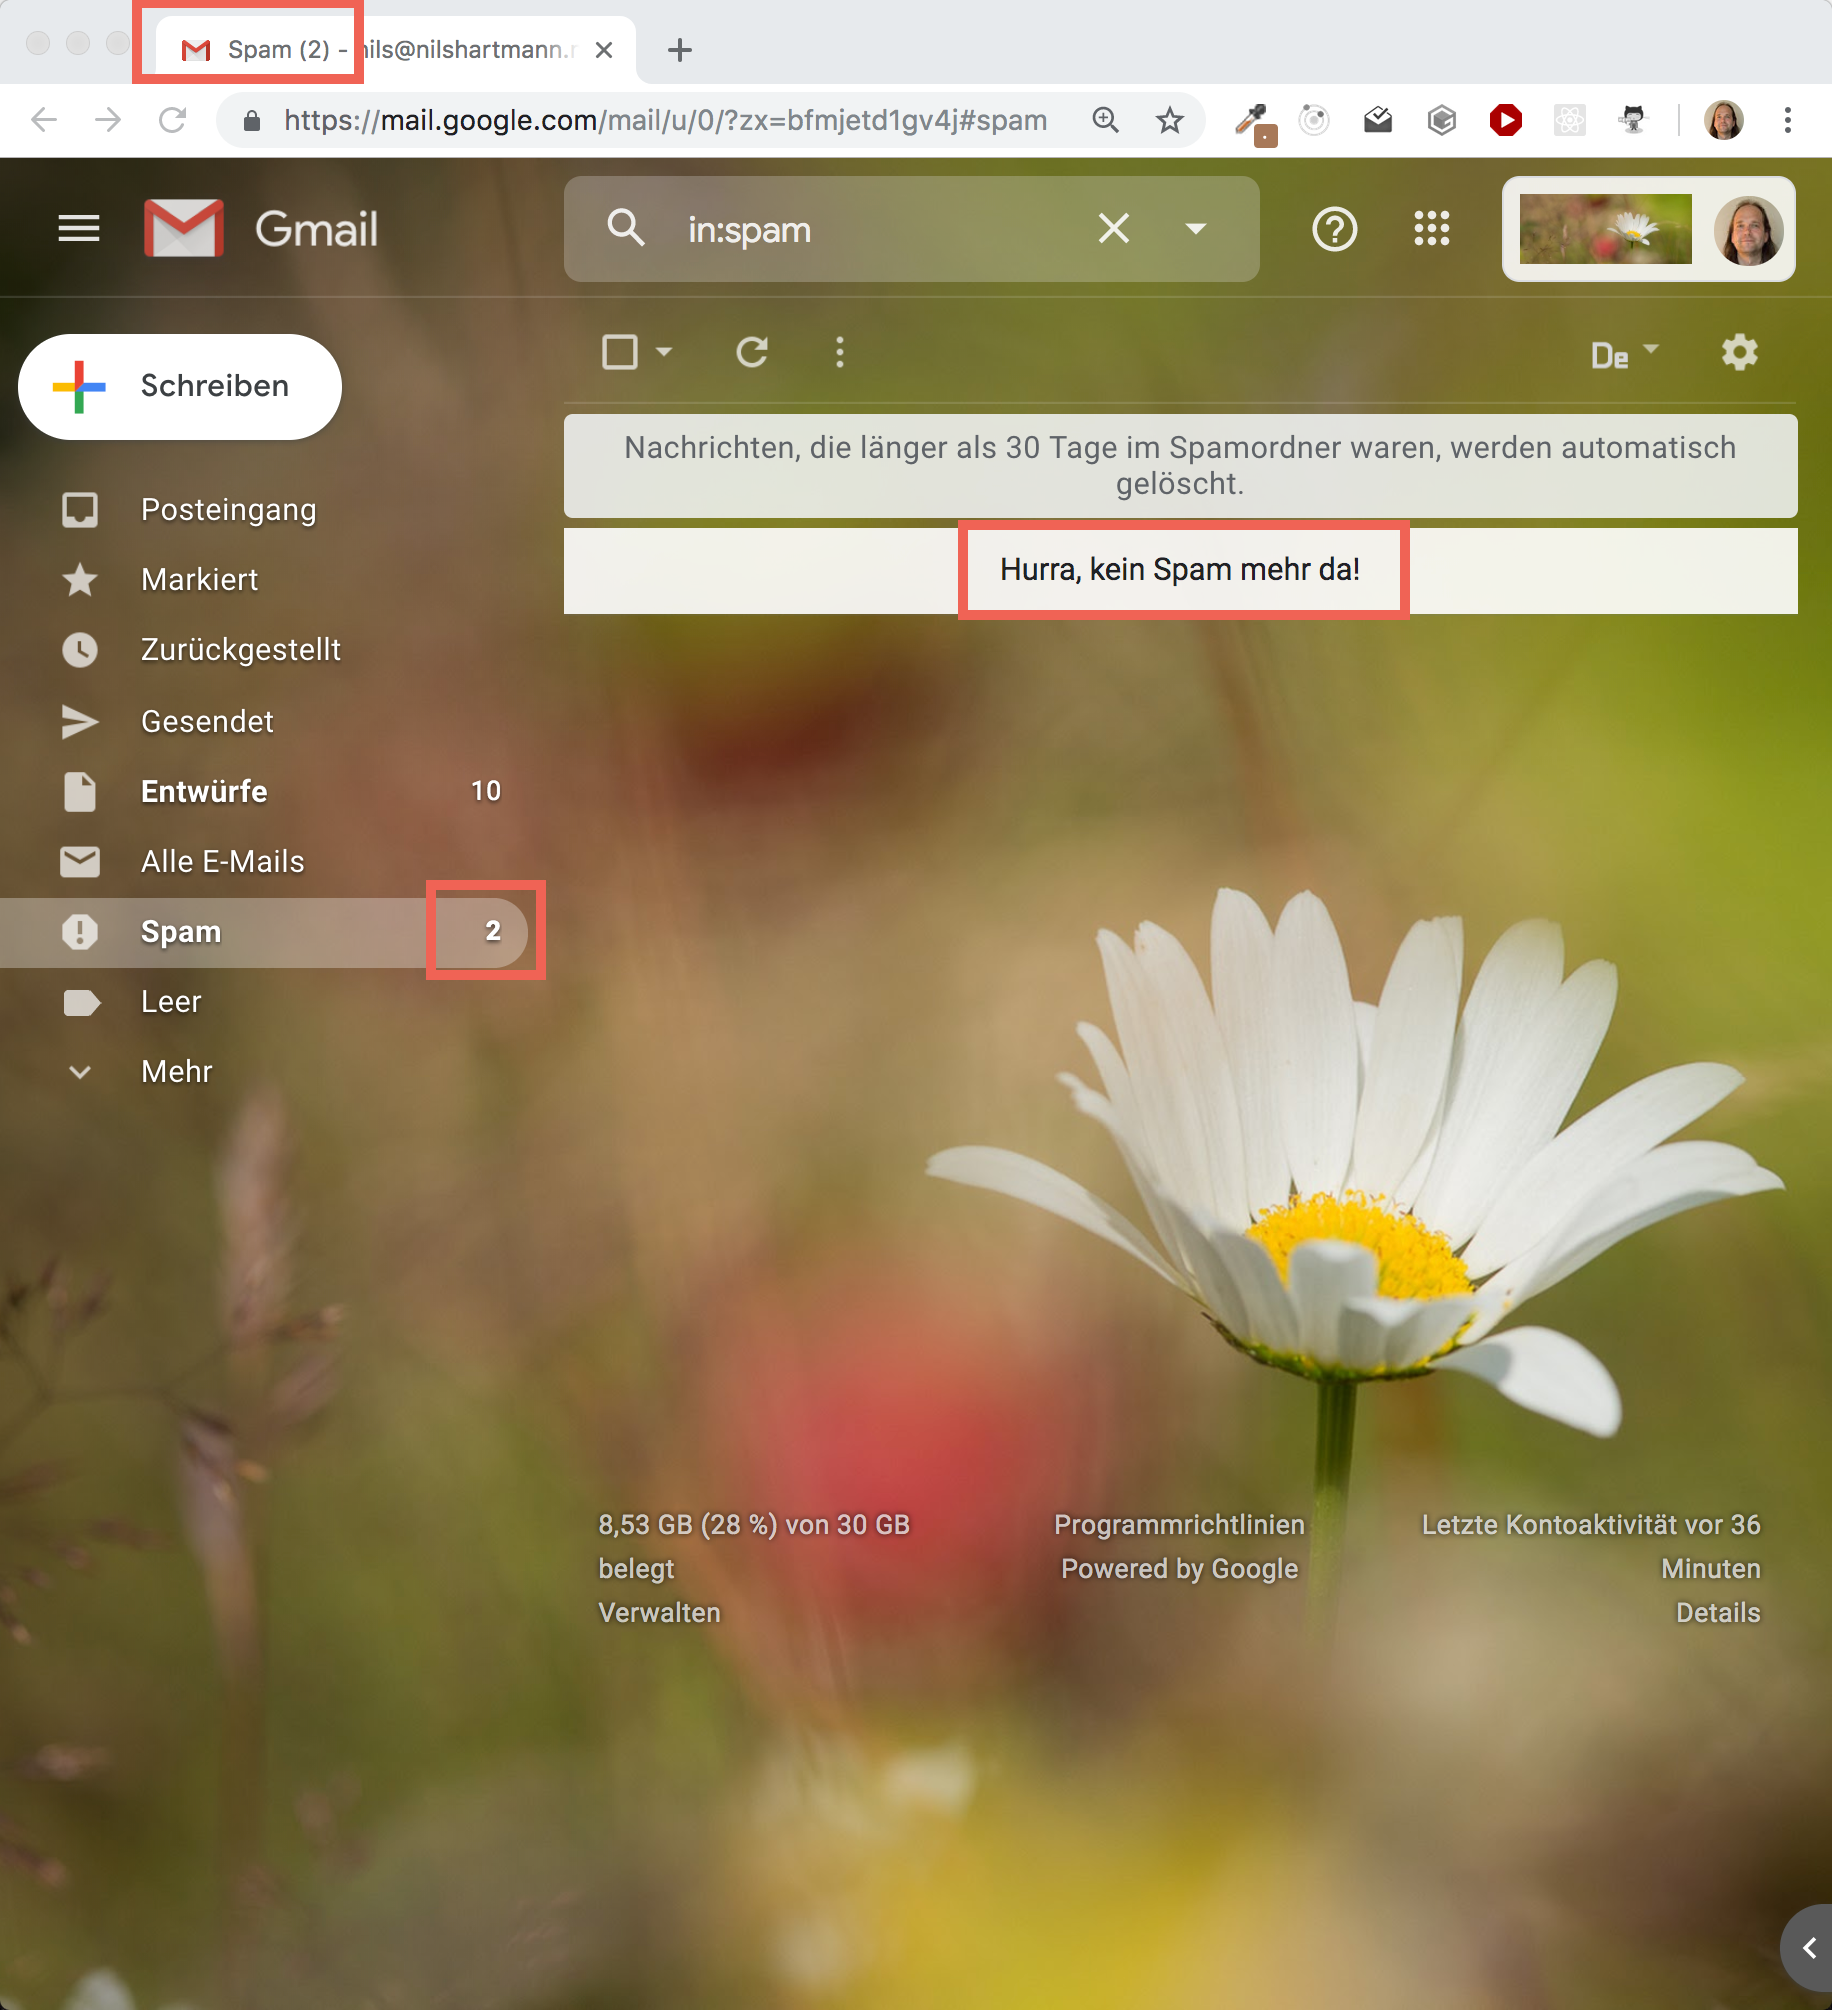 Spam (2) - nils@nilshartmann.
https://mail.google.com/mail/u/0/?zx=bfmjetd1gv4j#spam
Gmail
in:spam
De
Schreiben
Nachrichten, die länger als 30 Tage im Spamordner waren, werden automatisch
gelöscht.
Hurra, kein Spam mehr da!
Posteingang
Markiert
Zurückgestellt
Gesendet
Entwürfe 10
Alle E-Mails
Spam 2
Leer
Mehr
8,53 GB (28 %) von 30 GB
belegt
Verwalten
Programmrichtlinien
Powered by Google
Letzte Kontoaktivität vor 36
Minuten
Details